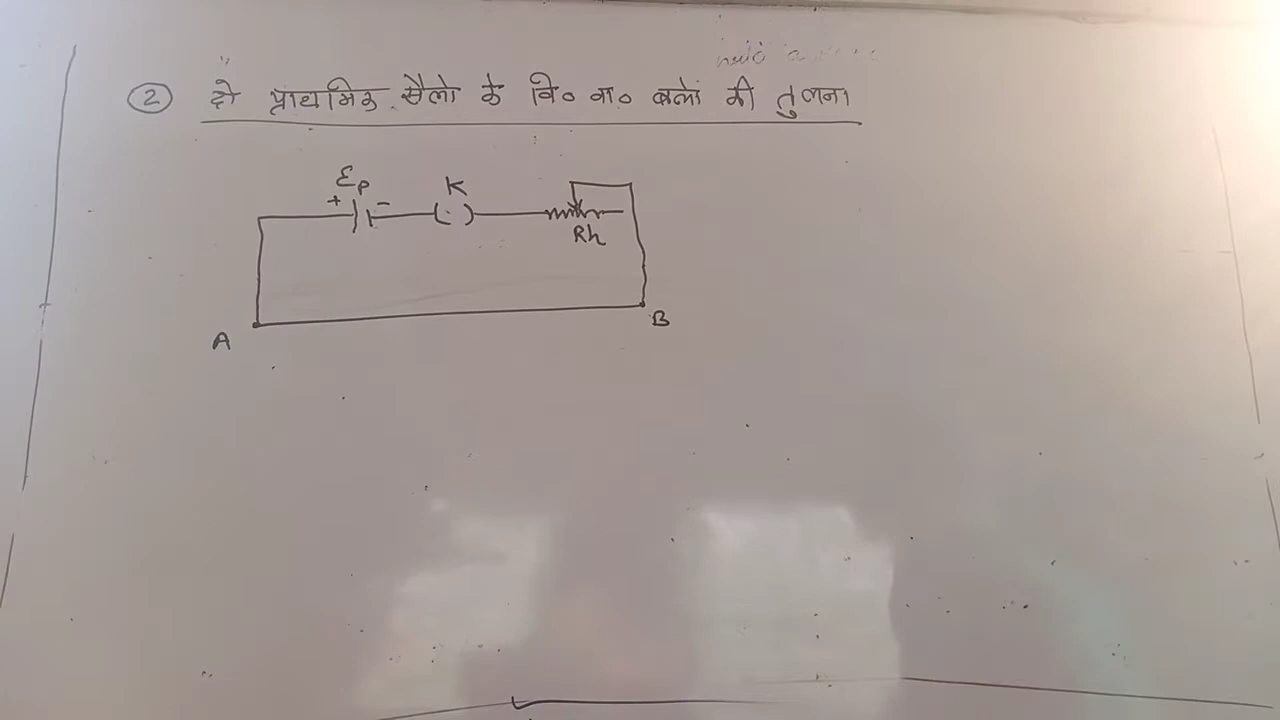 ② दो प्राथमिक सैलो के वि० वा० बलों की तुलना
Ep K
+ -
Rh
A B